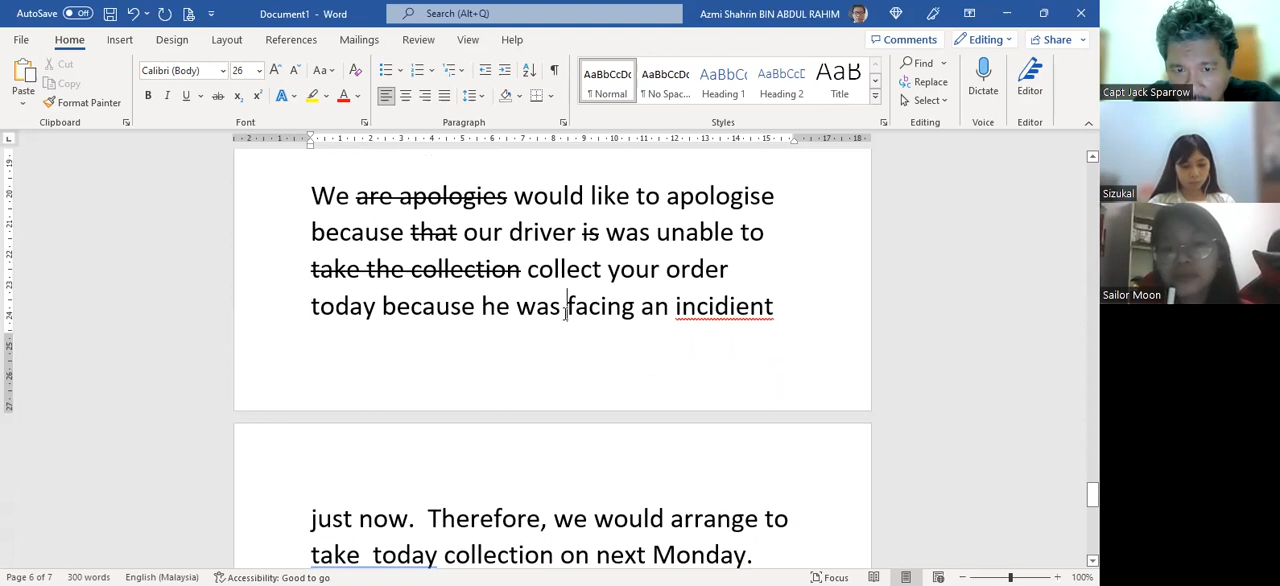 AutoSave Off
Document1 - Word
Search (Alt+Q)
Azmi Shahrin BIN ABDUL RAHIM
File Home Insert Design Layout References Mailings Review View Help
Comments Editing Share
Paste
Cut
Copy
Format Painter
Calibri (Body) 26
AaBbCcDc AaBbCcDc AaBbCc AaBbCcD AaB
¶ Normal ¶ No Spac... Heading 1 Heading 2 Title
Find
Replace
Select
Dictate
Editor
Clipboard Font Paragraph Styles Editing Voice Editor
We are apologies would like to apologise
because that our driver is was unable to
take the collection collect your order
today because he was facing an incidient
just now. Therefore, we would arrange to
take today collection on next Monday.
Page 6 of 7 300 words English (Malaysia) Accessibility: Good to go
Focus
100%
Capt Jack Sparrow
Sizukal
Sailor Moon